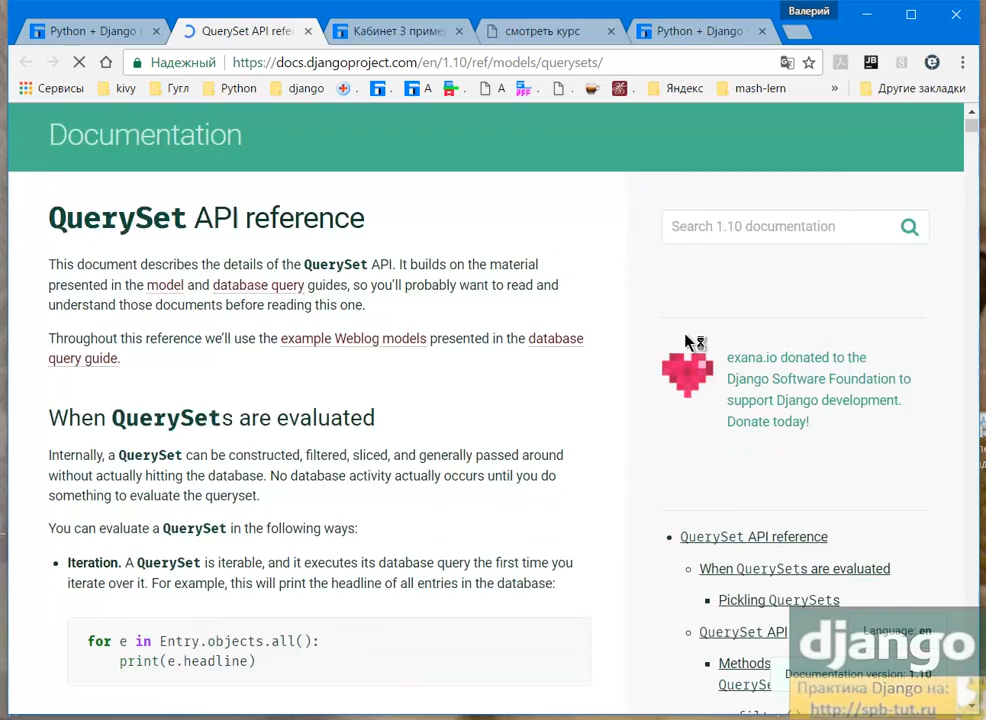 Валерий
Python + Django
QuerySet API refe
Кабинет 3 приме
смотреть курс
Python + Django
Надежный
https://docs.djangoproject.com/en/1.10/ref/models/querysets/
Сервисы
kivy
Гугл
Python
django
A
A
Яндекс
mash-lern
»
Другие закладки
Documentation
QuerySet API reference
This document describes the details of the QuerySet API. It builds on the material
presented in the model and database query guides, so you'll probably want to read and
understand those documents before reading this one.
Throughout this reference we'll use the example Weblog models presented in the database
query guide.
When QuerySets are evaluated
Internally, a QuerySet can be constructed, filtered, sliced, and generally passed around
without actually hitting the database. No database activity actually occurs until you do
something to evaluate the queryset.
You can evaluate a QuerySet in the following ways:
• Iteration. A QuerySet is iterable, and it executes its database query the first time you
iterate over it. For example, this will print the headline of all entries in the database:
for e in Entry.objects.all():
print(e.headline)
Search 1.10 documentation
exana.io donated to the
Django Software Foundation to
support Django development.
Donate today!
QuerySet API reference
When QuerySets are evaluated
Pickling QuerySets
QuerySet API
Methods
QuerySe
Language: en
django
Documentation version: 1.10
Практика Django на:
http://spb-tut.ru